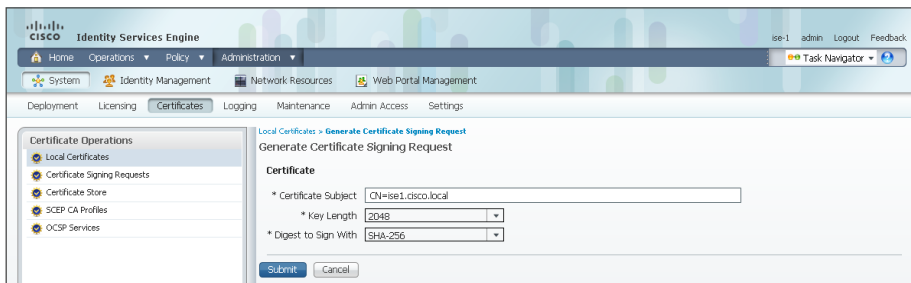 CISCO Identity Services Engine
ise-1 admin Logout Feedback
Home Operations ▼ Policy ▼ Administration ▼
Task Navigator ▼
System Identity Management Network Resources Web Portal Management
Deployment Licensing Certificates Logging Maintenance Admin Access Settings
Certificate Operations
Local Certificates
Certificate Signing Requests
Certificate Store
SCEP CA Profiles
OCSP Services
Local Certificates > Generate Certificate Signing Request
Generate Certificate Signing Request
Certificate
* Certificate Subject CN=ise1.cisco.local
* Key Length 2048
* Digest to Sign With SHA-256
Submit Cancel